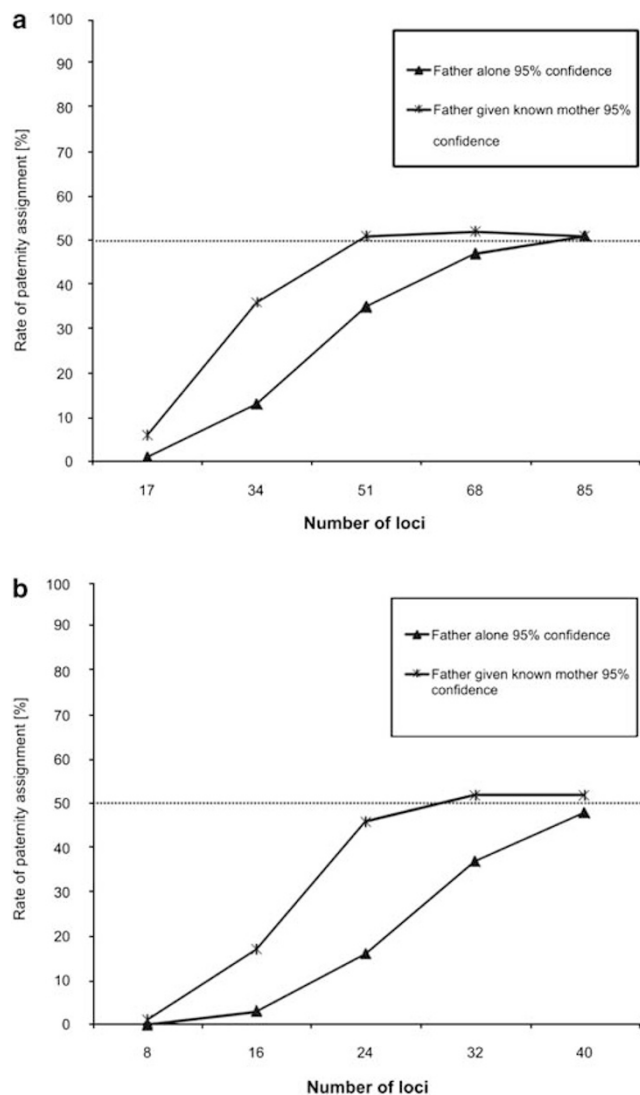 a
Rate of paternity assignment [%]
100
90
80
70
60
50
40
30
20
10
0
Father alone 95% confidence
Father given known mother 95%
confidence
17 34 51 68 85
Number of loci
b
Rate of paternity assignment [%]
100
90
80
70
60
50
40
30
20
10
0
Father alone 95% confidence
Father given known mother 95%
confidence
8 16 24 32 40
Number of loci